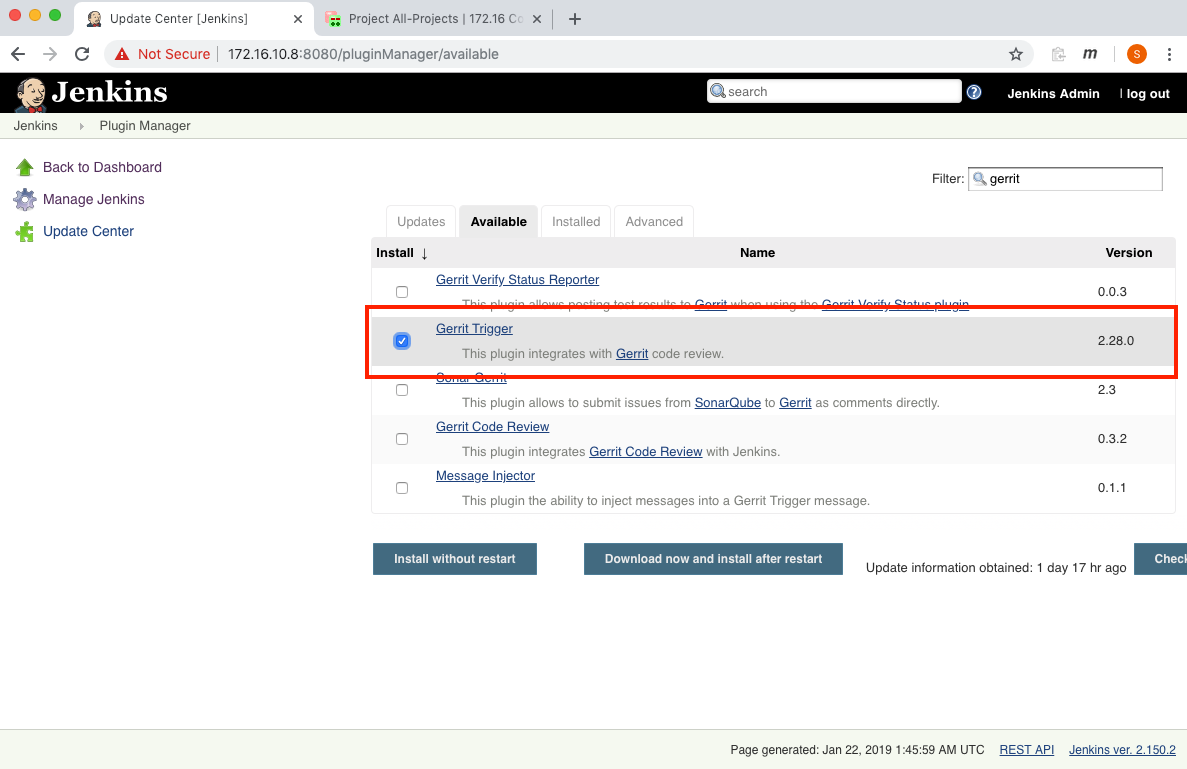 Update Center [Jenkins]
Project All-Projects | 172.16 Co
Not Secure
172.16.10.8:8080/pluginManager/available
m
S
Jenkins
search
?
Jenkins Admin
| log out
Jenkins
Plugin Manager
Back to Dashboard
Manage Jenkins
Update Center
Filter:
gerrit
Updates
Available
Installed
Advanced
Install ↓
Name
Version
Gerrit Verify Status Reporter
This plugin allows posting test results to Gerrit when using the Gerrit Verify Status plugin
0.0.3
Gerrit Trigger
This plugin integrates with Gerrit code review.
2.28.0
Sonar Gerrit
This plugin allows to submit issues from SonarQube to Gerrit as comments directly.
2.3
Gerrit Code Review
This plugin integrates Gerrit Code Review with Jenkins.
0.3.2
Message Injector
This plugin the ability to inject messages into a Gerrit Trigger message.
0.1.1
Install without restart
Download now and install after restart
Update information obtained: 1 day 17 hr ago
Check
Page generated: Jan 22, 2019 1:45:59 AM UTC
REST API
Jenkins ver. 2.150.2